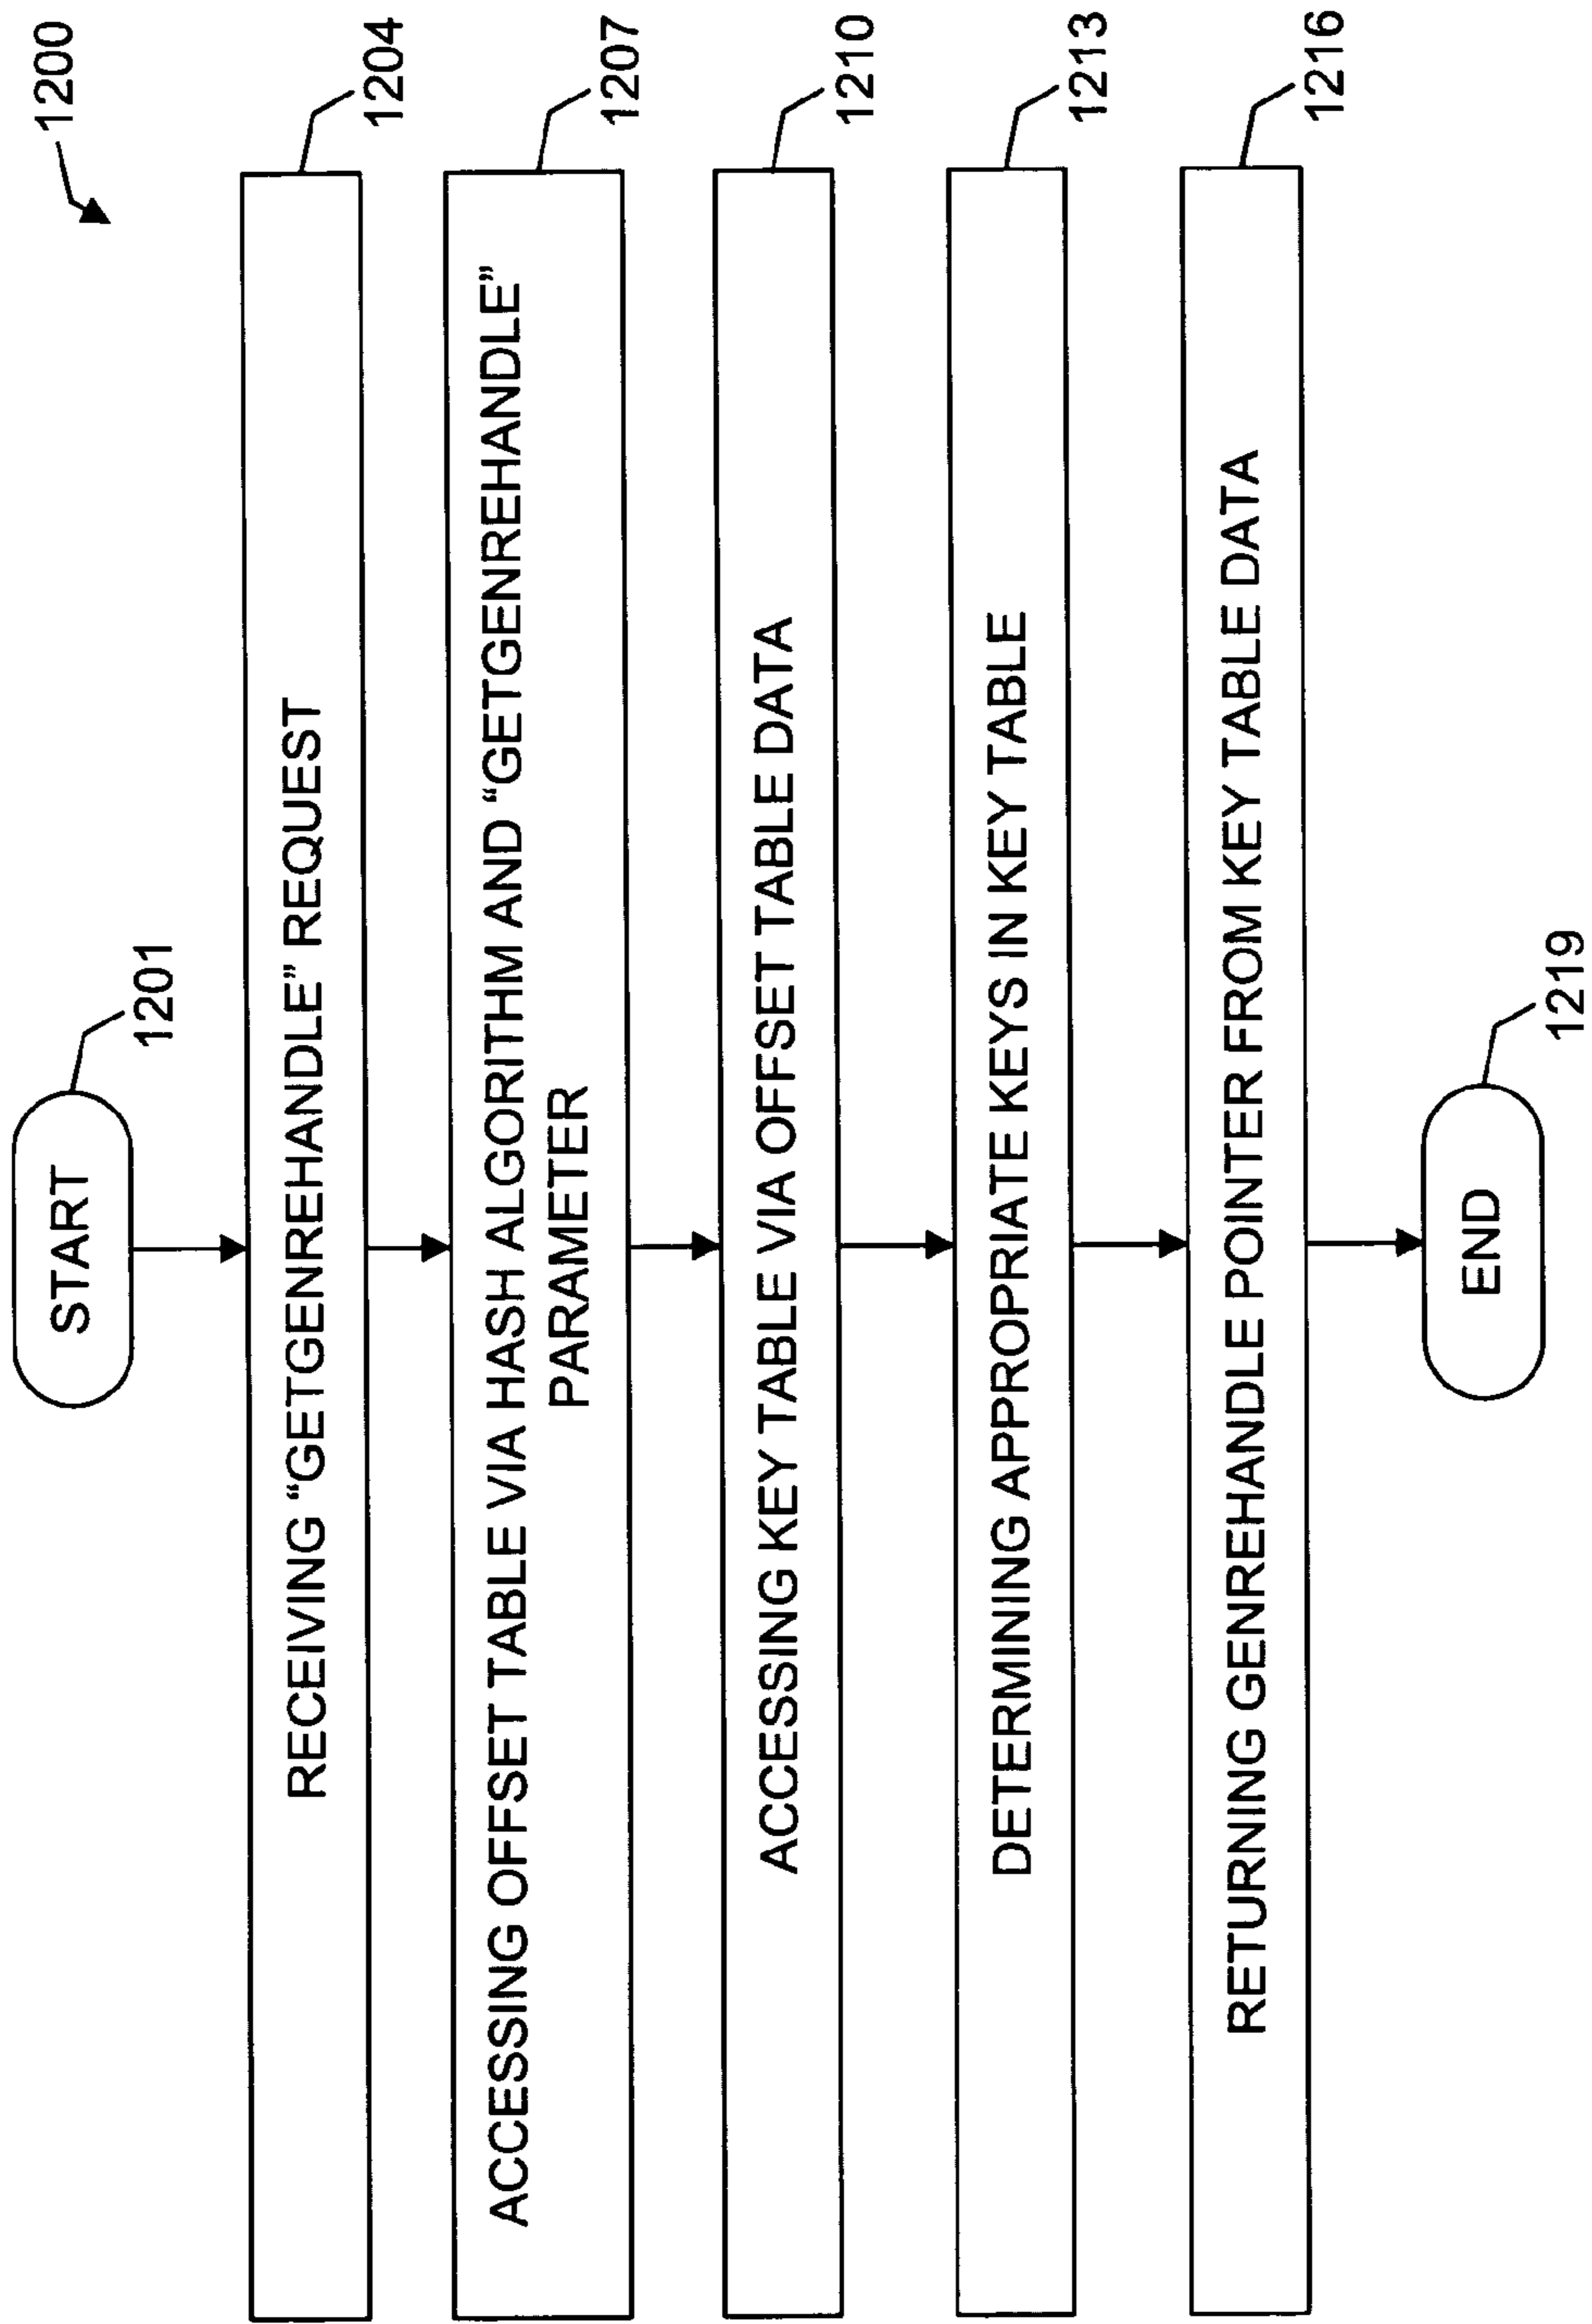 1200
START
1201
RECEIVING “GETGENREHANDLE” REQUEST
1204
ACCESSING OFFSET TABLE VIA HASH ALGORITHM AND “GETGENREHANDLE”
PARAMETER
1207
ACCESSING KEY TABLE VIA OFFSET TABLE DATA
1210
DETERMINING APPROPRIATE KEYS IN KEY TABLE
1213
RETURNING GENREHANDLE POINTER FROM KEY TABLE DATA
1216
END
1219